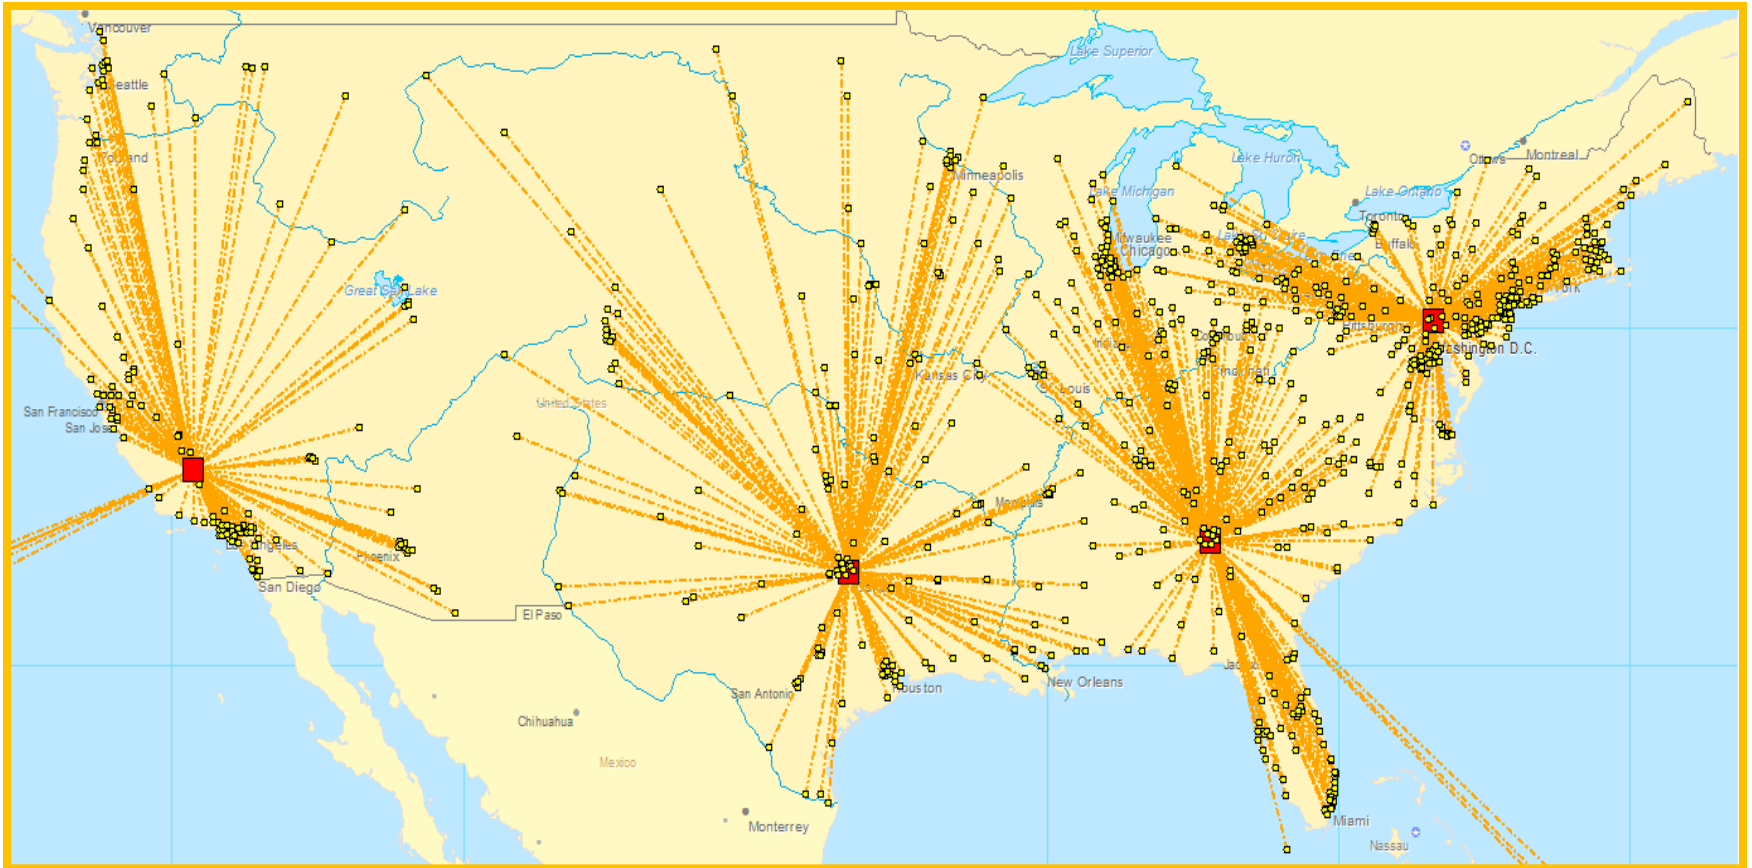 Vancouver
Lake Superior
Seattle
Ottawa
Montreal
Portland
Lake Huron
Minneapolis
Lake Michigan
Lake Ontario
Toronto
Milwaukee
Buffalo
Chicago
Great Salt Lake
Pittsburgh
Washington D.C.
Kansas City
St. Louis
United States
San Francisco
San Jose
Memphis
Los Angeles
Phoenix
San Diego
El Paso
San Antonio
Houston
New Orleans
Chihuahua
Mexico
Monterrey
Miami
Nassau